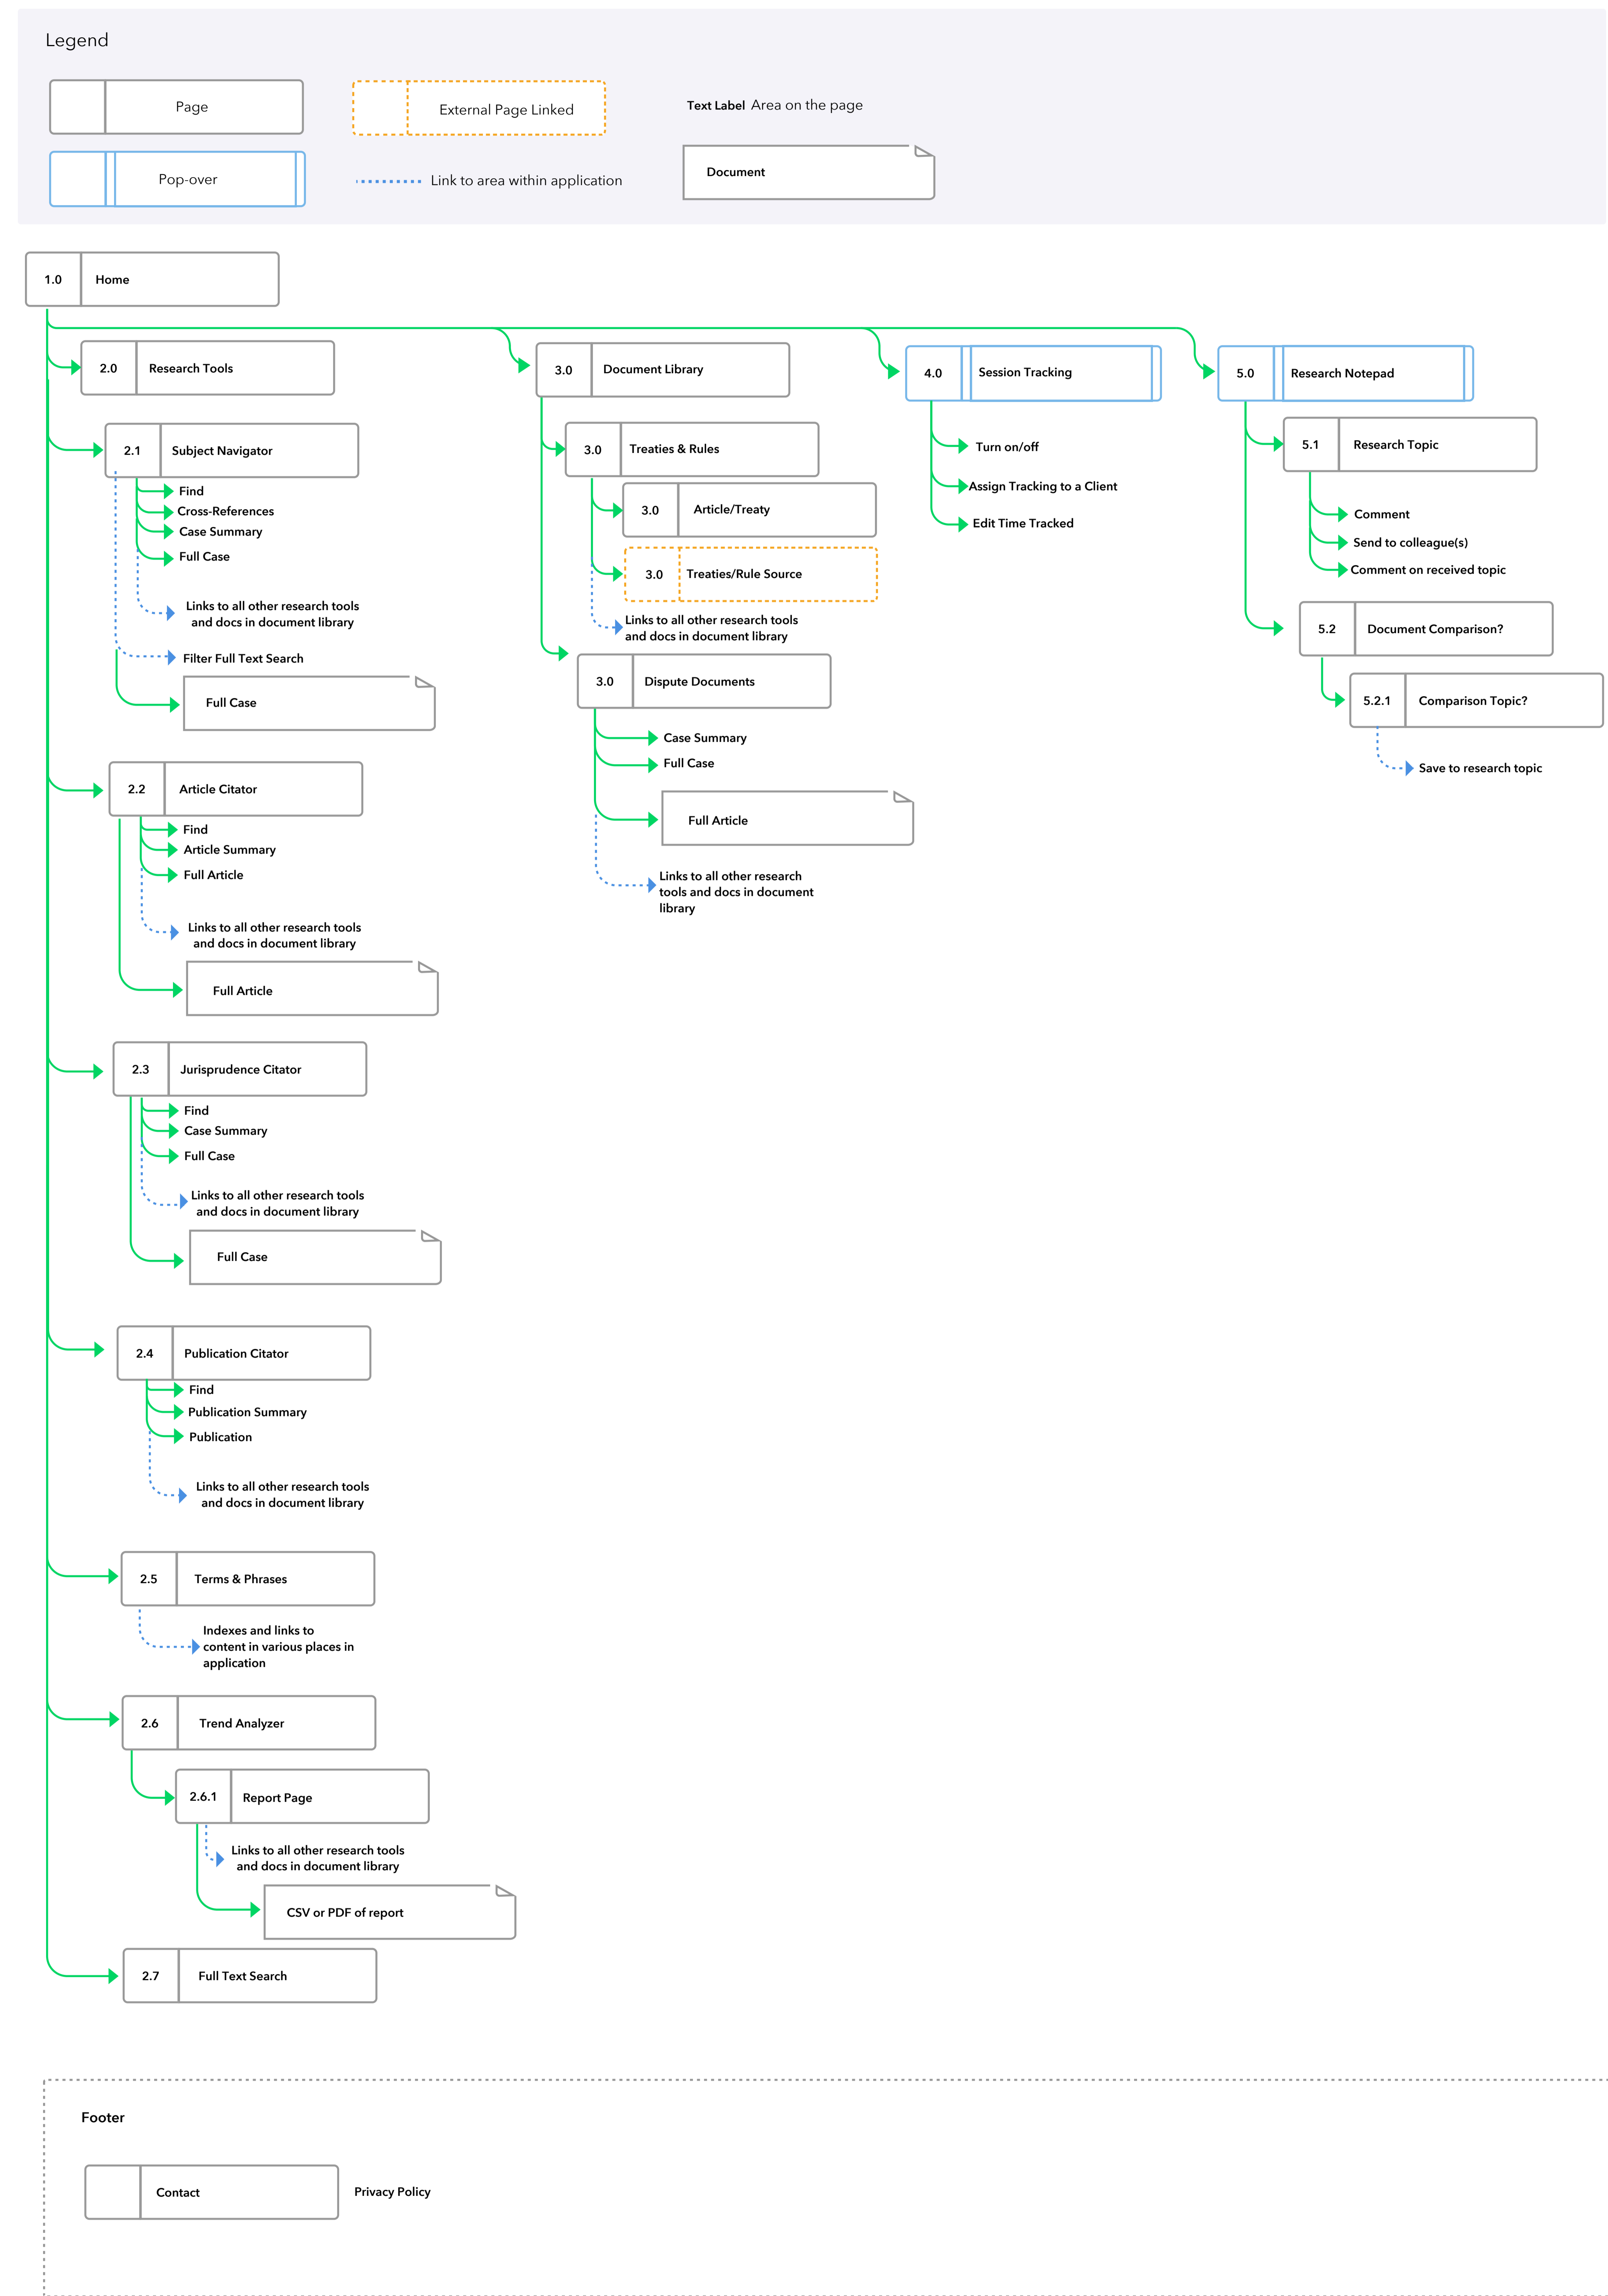 Legend
Page
External Page Linked
Text Label Area on the page
Pop-over
Link to area within application
Document
1.0 Home
2.0 Research Tools
2.1 Subject Navigator
Find
Cross-References
Case Summary
Full Case
Links to all other research tools
and docs in document library
Filter Full Text Search
Full Case
2.2 Article Citator
Find
Article Summary
Full Article
Links to all other research tools
and docs in document library
Full Article
2.3 Jurisprudence Citator
Find
Case Summary
Full Case
Links to all other research tools
and docs in document library
Full Case
2.4 Publication Citator
Find
Publication Summary
Publication
Links to all other research tools
and docs in document library
2.5 Terms & Phrases
Indexes and links to
content in various places in
application
2.6 Trend Analyzer
2.6.1 Report Page
Links to all other research tools
and docs in document library
CSV or PDF of report
2.7 Full Text Search
3.0 Document Library
3.0 Treaties & Rules
3.0 Article/Treaty
3.0 Treaties/Rule Source
Links to all other research tools
and docs in document library
3.0 Dispute Documents
Case Summary
Full Case
Full Article
Links to all other research
tools and docs in document
library
4.0 Session Tracking
Turn on/off
Assign Tracking to a Client
Edit Time Tracked
5.0 Research Notepad
5.1 Research Topic
Comment
Send to colleague(s)
Comment on received topic
5.2 Document Comparison?
5.2.1 Comparison Topic?
Save to research topic
Footer
Contact
Privacy Policy